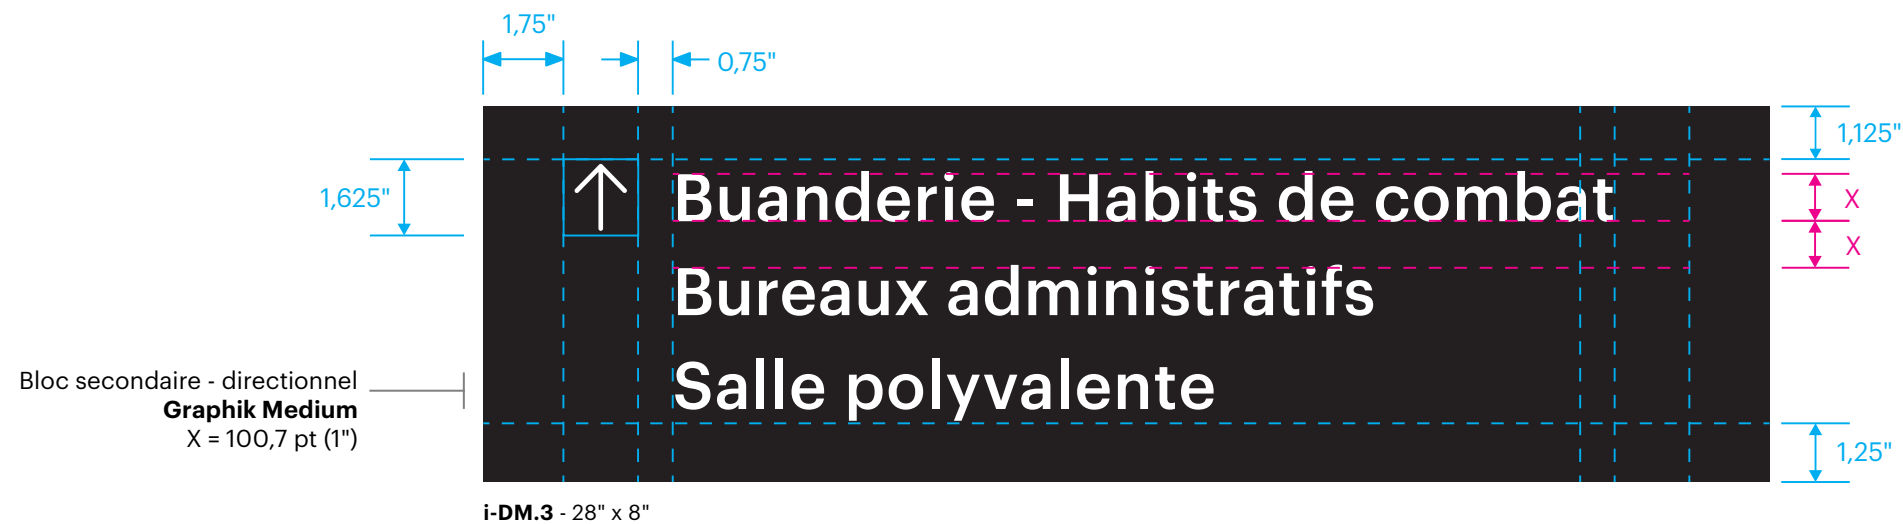 1,75"
0,75"
1,125"
1,625"
Buanderie - Habits de combat
X
X
Bureaux administratifs
Salle polyvalente
Bloc secondaire - directionnel
Graphik Medium
X = 100,7 pt (1")
1,25"
i-DM.3 - 28" x 8"